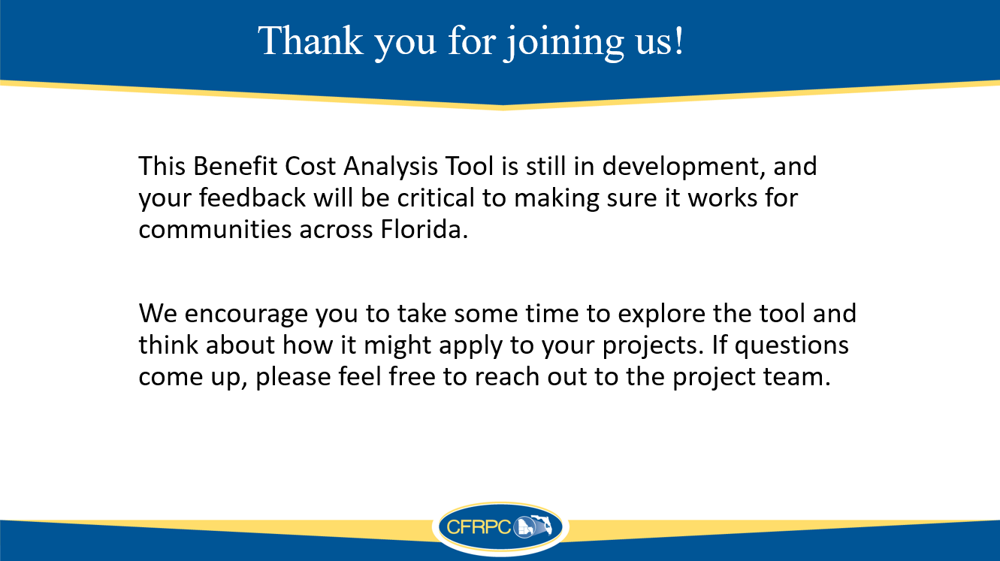 Thank you for joining us!
This Benefit Cost Analysis Tool is still in development, and
your feedback will be critical to making sure it works for
communities across Florida.
We encourage you to take some time to explore the tool and
think about how it might apply to your projects. If questions
come up, please feel free to reach out to the project team.
CFRPC